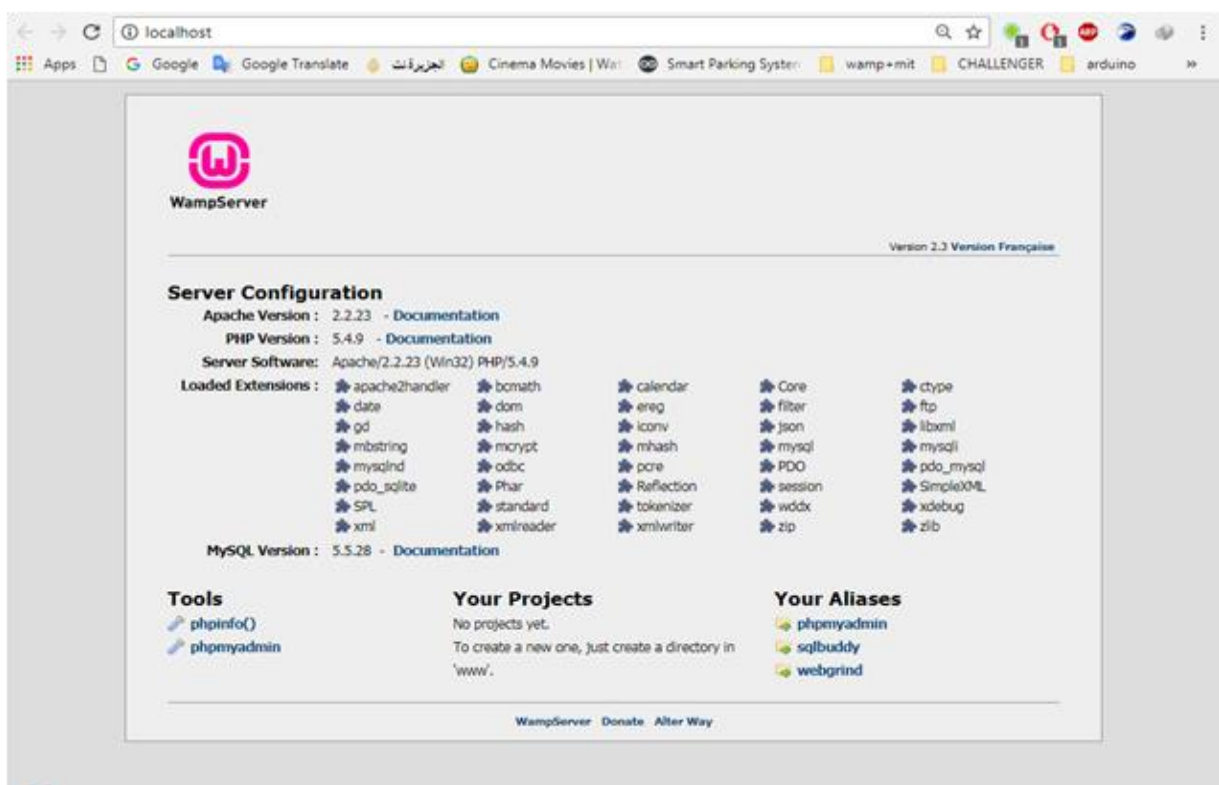 localhost
Apps Google Google Translate الجزيرة نت Cinema Movies | Wat Smart Parking System wamp+mit CHALLENGER arduino »
WampServer
Version 2.3 Version Française
Server Configuration
Apache Version : 2.2.23 - Documentation
PHP Version : 5.4.9 - Documentation
Server Software: Apache/2.2.23 (Win32) PHP/5.4.9
Loaded Extensions : apache2handler bcmath calendar Core ctype
date dom ereg filter ftp
gd hash iconv json libxml
mbstring mcrypt mhash mysql mysqli
mysqlnd odbc pcre PDO pdo_mysql
pdo_sqlite Phar Reflection session SimpleXML
SPL standard tokenizer wddx xdebug
xml xmlreader xmlwriter zip zlib
MySQL Version : 5.5.28 - Documentation
Tools Your Projects Your Aliases
phpinfo() No projects yet. phpmyadmin
phpmyadmin To create a new one, just create a directory in sqlbuddy
'www'. webgrind
WampServer Donate Alter Way